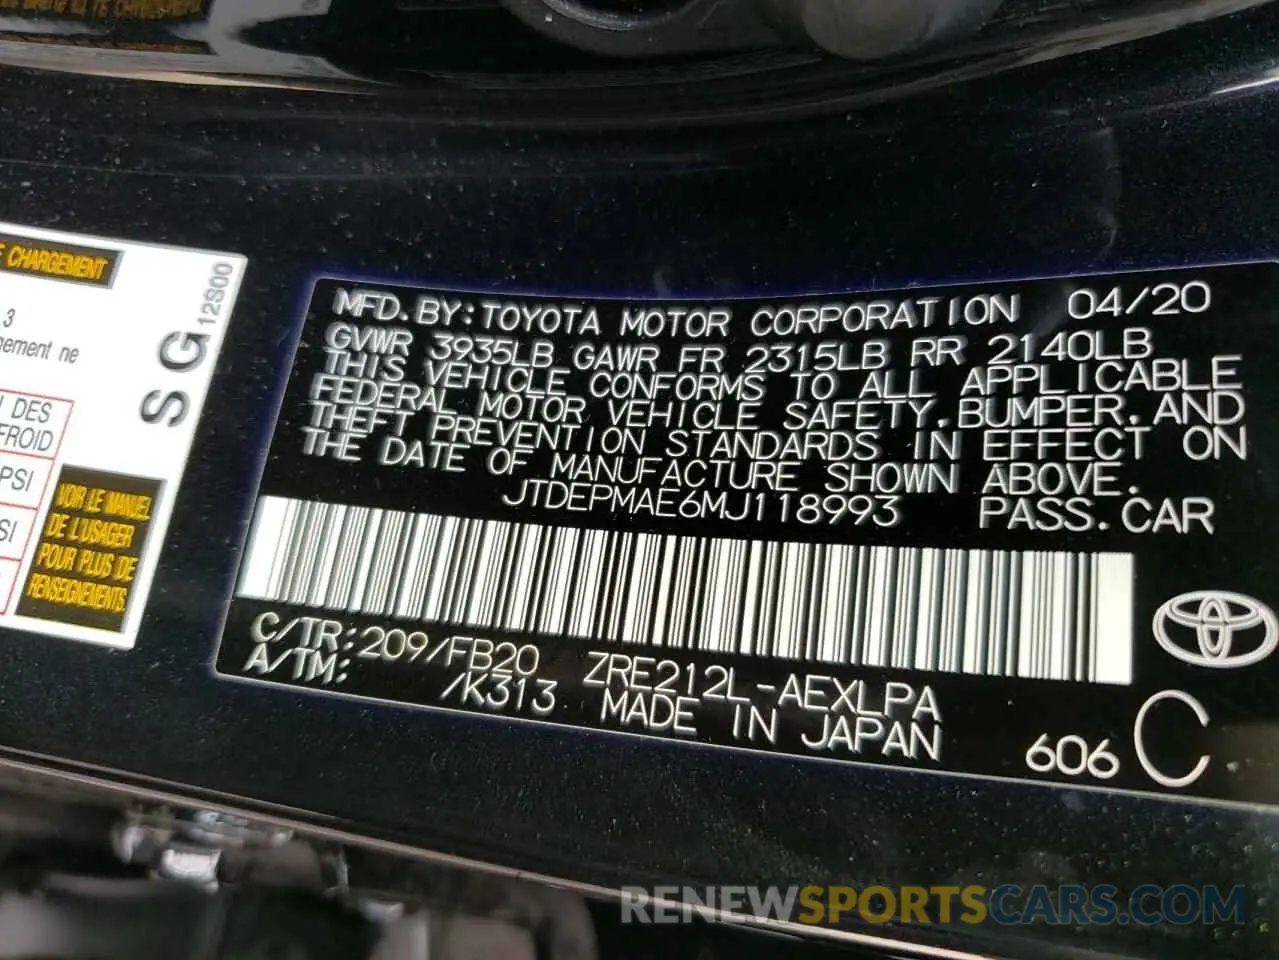 E CHARGEMENT
3
nement ne
12S00
SG
DES
FROID
PSI
SI
VOIR LE MANUEL
DE L'USAGER
POUR PLUS DE
RENSEIGNEMENTS.
MFD. BY: TOYOTA MOTOR CORPORATION 04/20
GVWR 3935LB GAWR FR 2315LB RR 2140LB
THIS VEHICLE CONFORMS TO ALL APPLICABLE
FEDERAL MOTOR VEHICLE SAFETY, BUMPER, AND
THEFT PREVENTION STANDARDS IN EFFECT ON
THE DATE OF MANUFACTURE SHOWN ABOVE.
JTDEPMAE6MJ118993 PASS. CAR
C/TR: 209/FB20 ZRE212L-AEXLPA
A/TM: /K313 MADE IN JAPAN
606 C
RENEWSPORTSCARS.COM